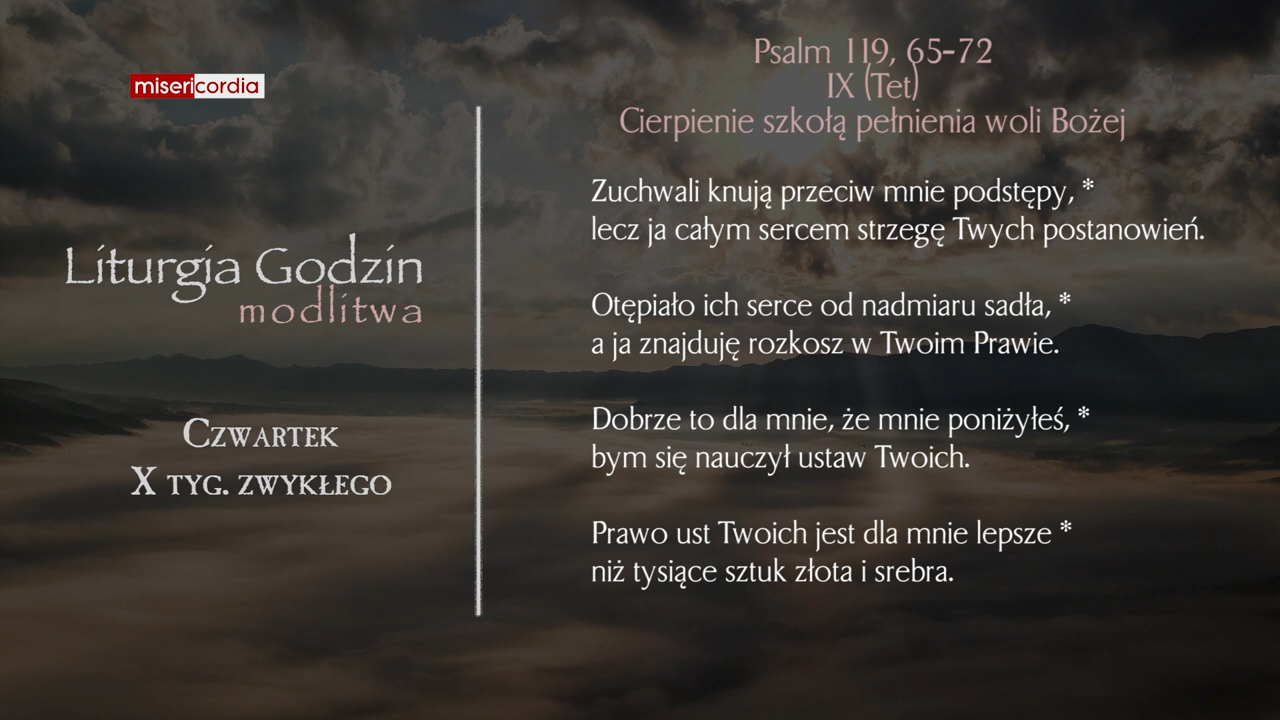 misericordia
Liturgia Godzin
modlitwa
Czwartek
X tyg. zwykłego
Psalm 119, 65-72
IX (Tet)
Cierpienie szkołą pełnienia woli Bożej
Zuchwali knują przeciw mnie podstępy, *
lecz ja całym sercem strzegę Twych postanowień.
Otępiało ich serce od nadmiaru sadła, *
a ja znajduję rozkosz w Twoim Prawie.
Dobrze to dla mnie, że mnie poniżyłeś, *
bym się nauczył ustaw Twoich.
Prawo ust Twoich jest dla mnie lepsze *
niż tysiące sztuk złota i srebra.